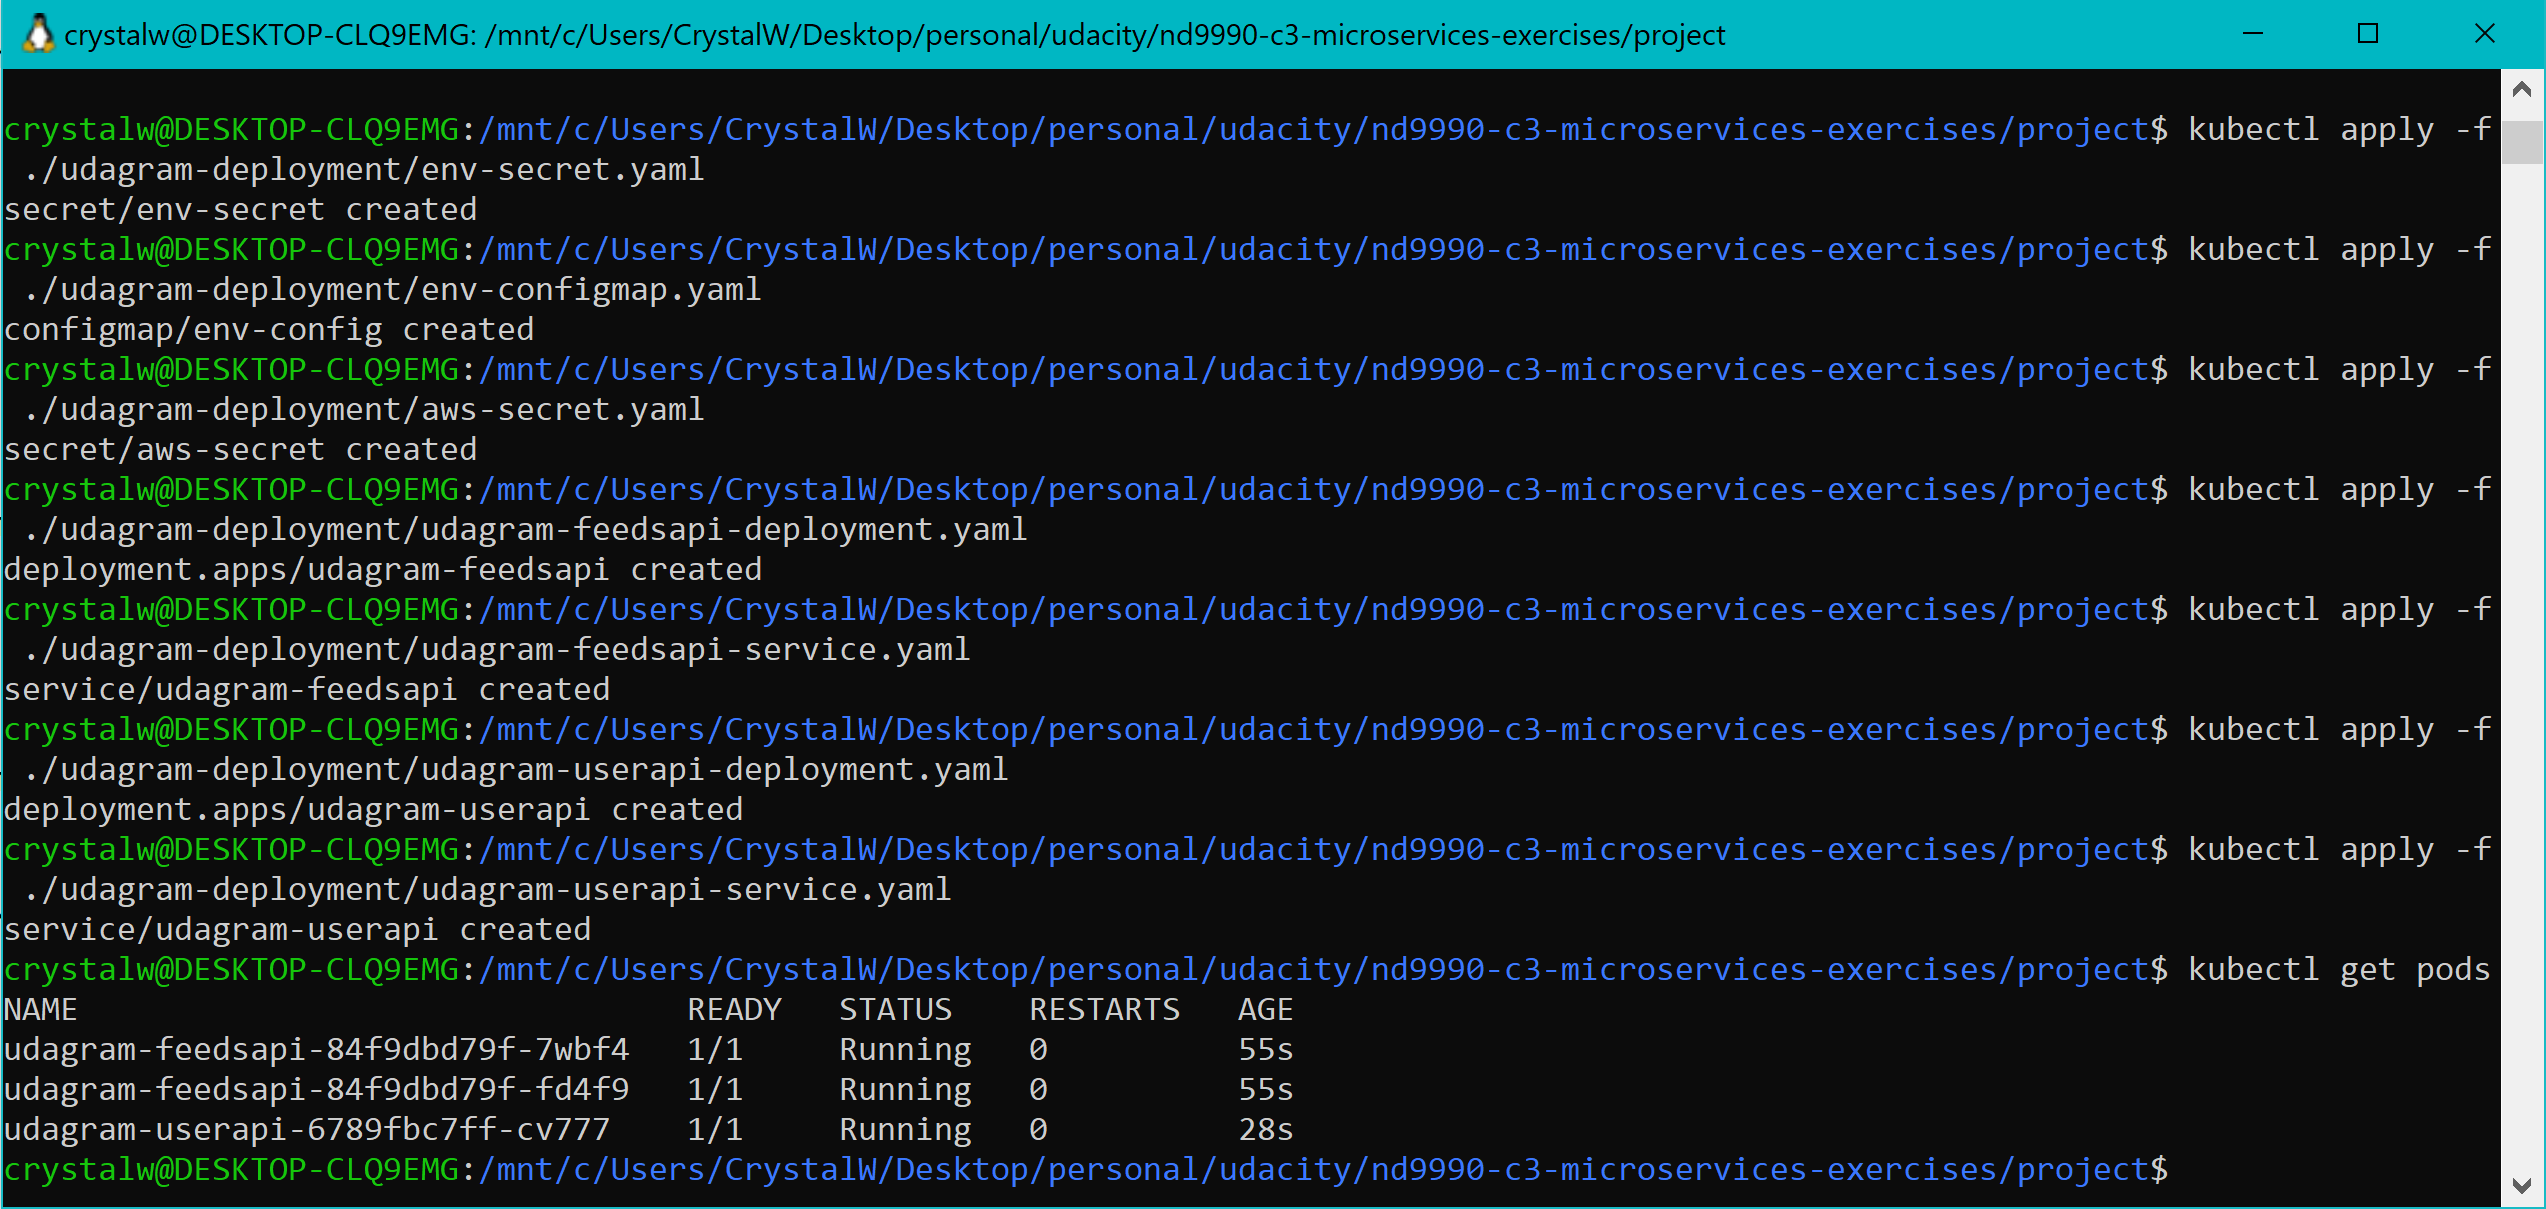 crystalw@DESKTOP-CLQ9EMG: /mnt/c/Users/CrystalW/Desktop/personal/udacity/nd9990-c3-microservices-exercises/project
crystalw@DESKTOP-CLQ9EMG:/mnt/c/Users/CrystalW/Desktop/personal/udacity/nd9990-c3-microservices-exercises/project$ kubectl apply -f
 ./udagram-deployment/env-secret.yaml
secret/env-secret created
crystalw@DESKTOP-CLQ9EMG:/mnt/c/Users/CrystalW/Desktop/personal/udacity/nd9990-c3-microservices-exercises/project$ kubectl apply -f
 ./udagram-deployment/env-configmap.yaml
configmap/env-config created
crystalw@DESKTOP-CLQ9EMG:/mnt/c/Users/CrystalW/Desktop/personal/udacity/nd9990-c3-microservices-exercises/project$ kubectl apply -f
 ./udagram-deployment/aws-secret.yaml
secret/aws-secret created
crystalw@DESKTOP-CLQ9EMG:/mnt/c/Users/CrystalW/Desktop/personal/udacity/nd9990-c3-microservices-exercises/project$ kubectl apply -f
 ./udagram-deployment/udagram-feedsapi-deployment.yaml
deployment.apps/udagram-feedsapi created
crystalw@DESKTOP-CLQ9EMG:/mnt/c/Users/CrystalW/Desktop/personal/udacity/nd9990-c3-microservices-exercises/project$ kubectl apply -f
 ./udagram-deployment/udagram-feedsapi-service.yaml
service/udagram-feedsapi created
crystalw@DESKTOP-CLQ9EMG:/mnt/c/Users/CrystalW/Desktop/personal/udacity/nd9990-c3-microservices-exercises/project$ kubectl apply -f
 ./udagram-deployment/udagram-userapi-deployment.yaml
deployment.apps/udagram-userapi created
crystalw@DESKTOP-CLQ9EMG:/mnt/c/Users/CrystalW/Desktop/personal/udacity/nd9990-c3-microservices-exercises/project$ kubectl apply -f
 ./udagram-deployment/udagram-userapi-service.yaml
service/udagram-userapi created
crystalw@DESKTOP-CLQ9EMG:/mnt/c/Users/CrystalW/Desktop/personal/udacity/nd9990-c3-microservices-exercises/project$ kubectl get pods
NAME                                READY   STATUS    RESTARTS   AGE
udagram-feedsapi-84f9dbd79f-7wbf4   1/1     Running   0          55s
udagram-feedsapi-84f9dbd79f-fd4f9   1/1     Running   0          55s
udagram-userapi-6789fbc7ff-cv777    1/1     Running   0          28s
crystalw@DESKTOP-CLQ9EMG:/mnt/c/Users/CrystalW/Desktop/personal/udacity/nd9990-c3-microservices-exercises/project$